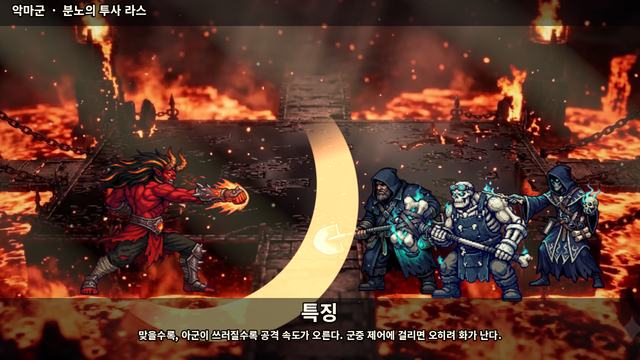 악마군 · 분노의 투사 라스
특징
맞을수록, 아군이 쓰러질수록 공격 속도가 오른다. 군중 제어에 걸리면 오히려 화가 난다.